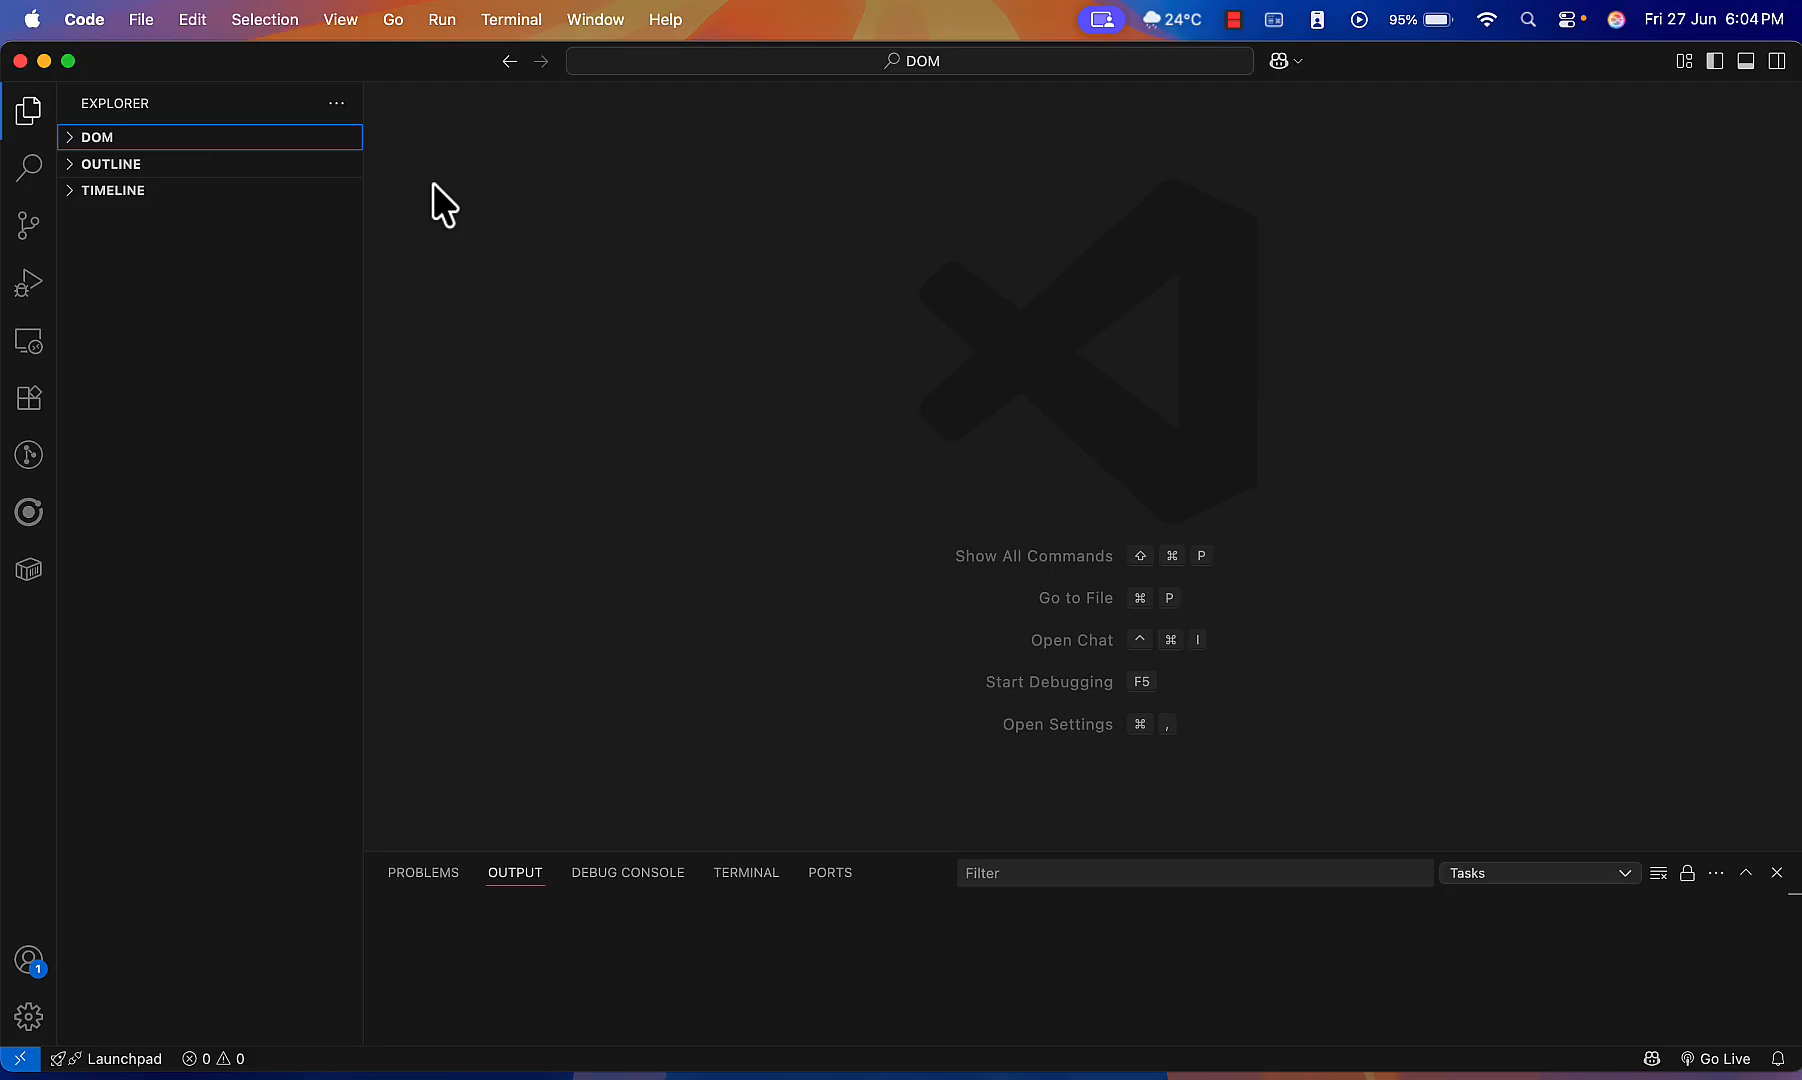 Code File Edit Selection View Go Run Terminal Window Help 24°C 95% Fri 27 Jun 6:04 PM
DOM
EXPLORER
DOM
OUTLINE
TIMELINE
Show All Commands ⇧ ⌘ P
Go to File ⌘ P
Open Chat ^ ⌘ I
Start Debugging F5
Open Settings ⌘ ,
PROBLEMS OUTPUT DEBUG CONSOLE TERMINAL PORTS Filter Tasks
1
Launchpad 0 0 Go Live